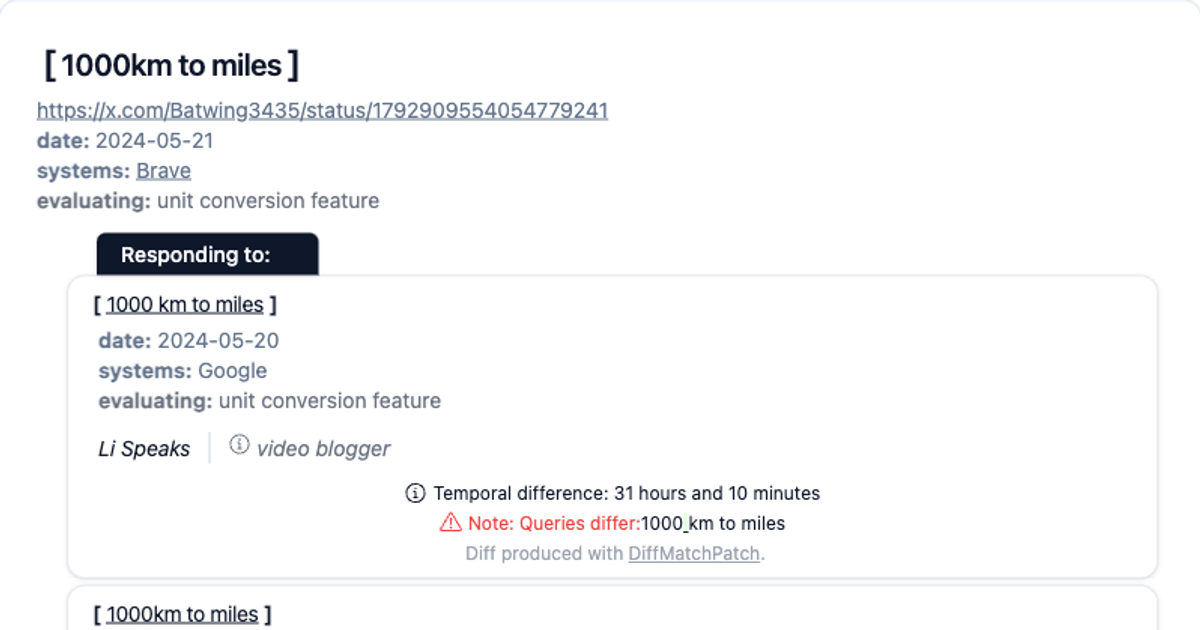 [ 1000km to miles ]
https://x.com/Batwing3435/status/1792909554054779241
date: 2024-05-21
systems: Brave
evaluating: unit conversion feature
Responding to:
[ 1000 km to miles ]
date: 2024-05-20
systems: Google
evaluating: unit conversion feature
Li Speaks | ⓘ video blogger
ⓘ Temporal difference: 31 hours and 10 minutes
⚠ Note: Queries differ:1000 km to miles
Diff produced with DiffMatchPatch.
[ 1000km to miles ]